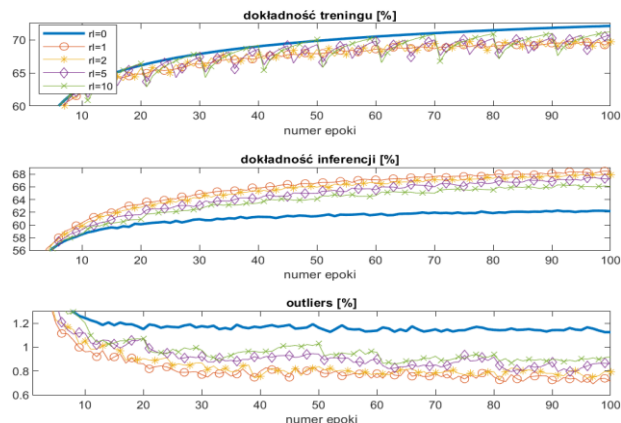 dokładność treningu [%]
70
65
60
rl=0
rl=1
rl=2
rl=5
rl=10
10 20 30 40 50 60 70 80 90 100
numer epoki
dokładność inferencji [%]
68
66
64
62
60
58
56
10 20 30 40 50 60 70 80 90 100
numer epoki
outliers [%]
1.2
1
0.8
0.6
10 20 30 40 50 60 70 80 90 100
numer epoki